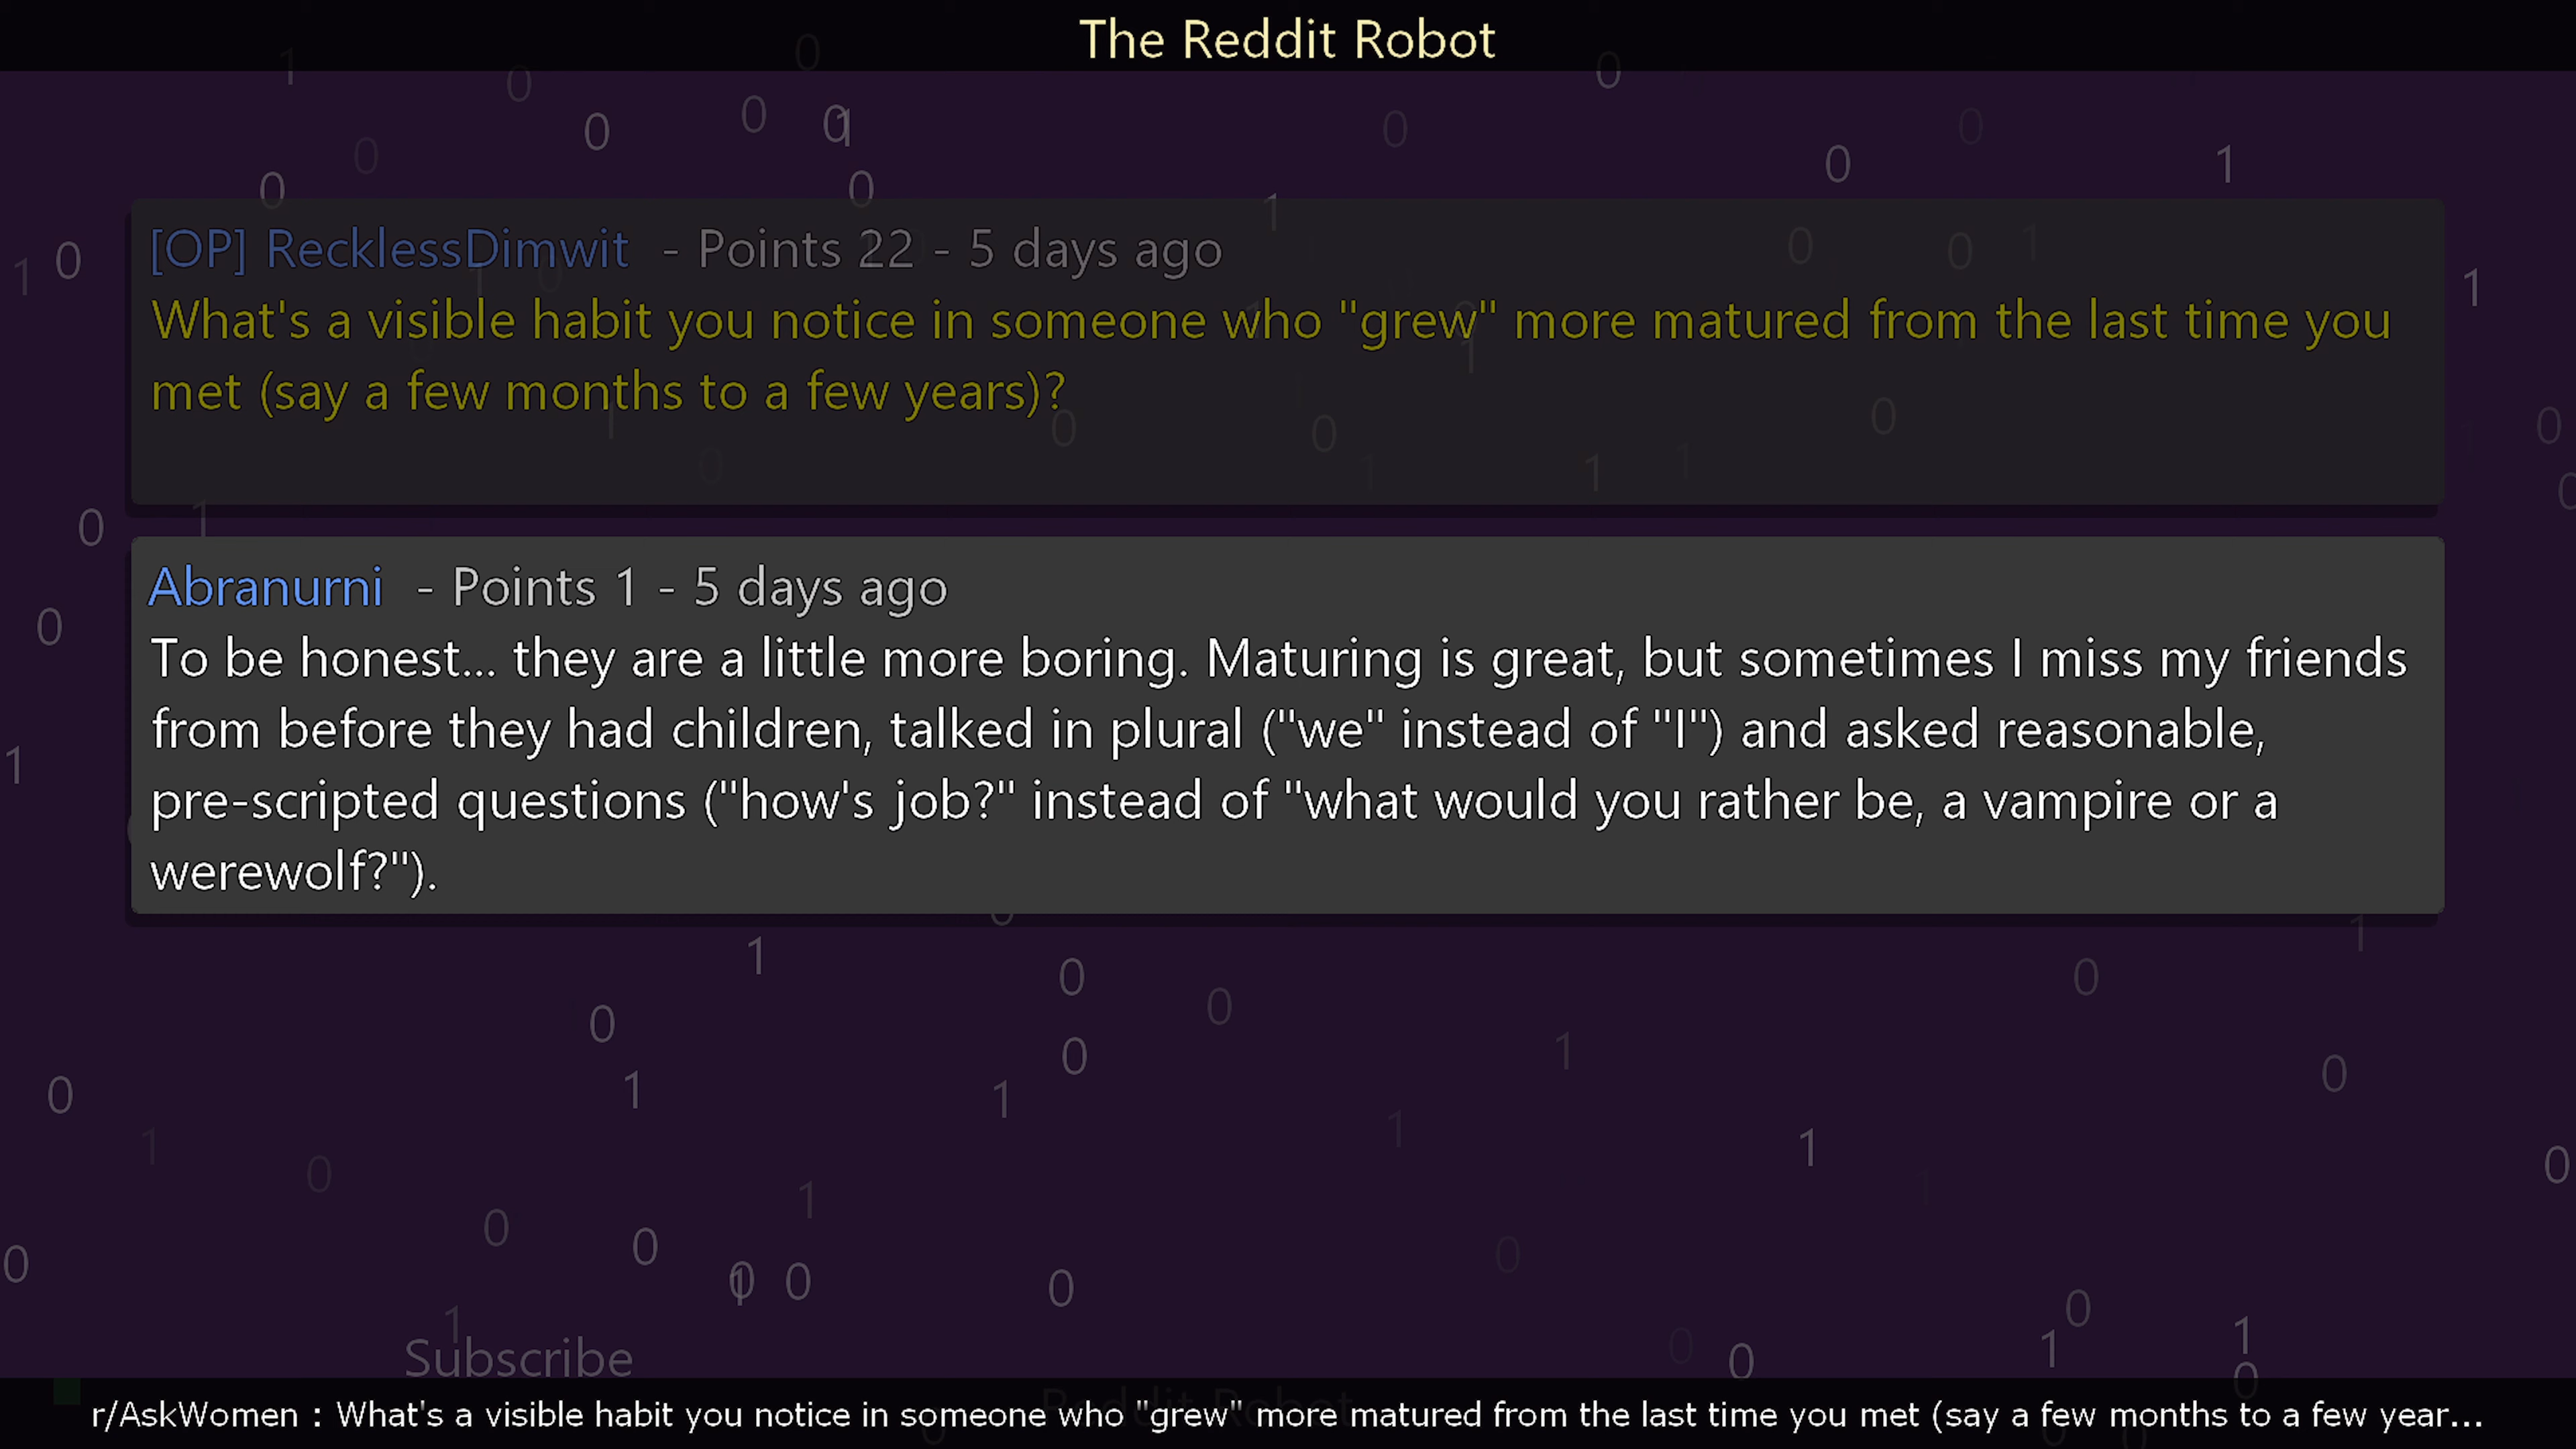 The Reddit Robot
[OP] RecklessDimwit - Points 22 - 5 days ago
What's a visible habit you notice in someone who "grew" more matured from the last time you
met (say a few months to a few years)?
Abranurni - Points 1 - 5 days ago
To be honest... they are a little more boring. Maturing is great, but sometimes I miss my friends
from before they had children, talked in plural ("we" instead of "I") and asked reasonable,
pre-scripted questions ("how's job?" instead of "what would you rather be, a vampire or a
werewolf?").
Subscribe
Reddit Robot
r/AskWomen : What's a visible habit you notice in someone who "grew" more matured from the last time you met (say a few months to a few year...